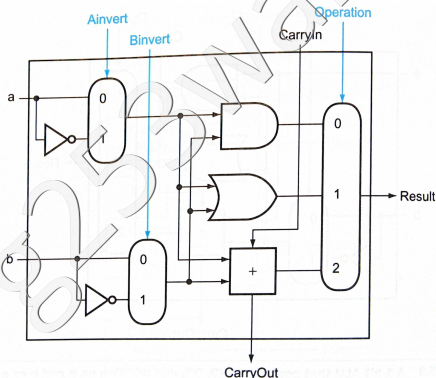 Ainvert
Operation
CarryIn
Binvert
a
0
1
0
1
Result
b
0
1
2
+
CarryOut